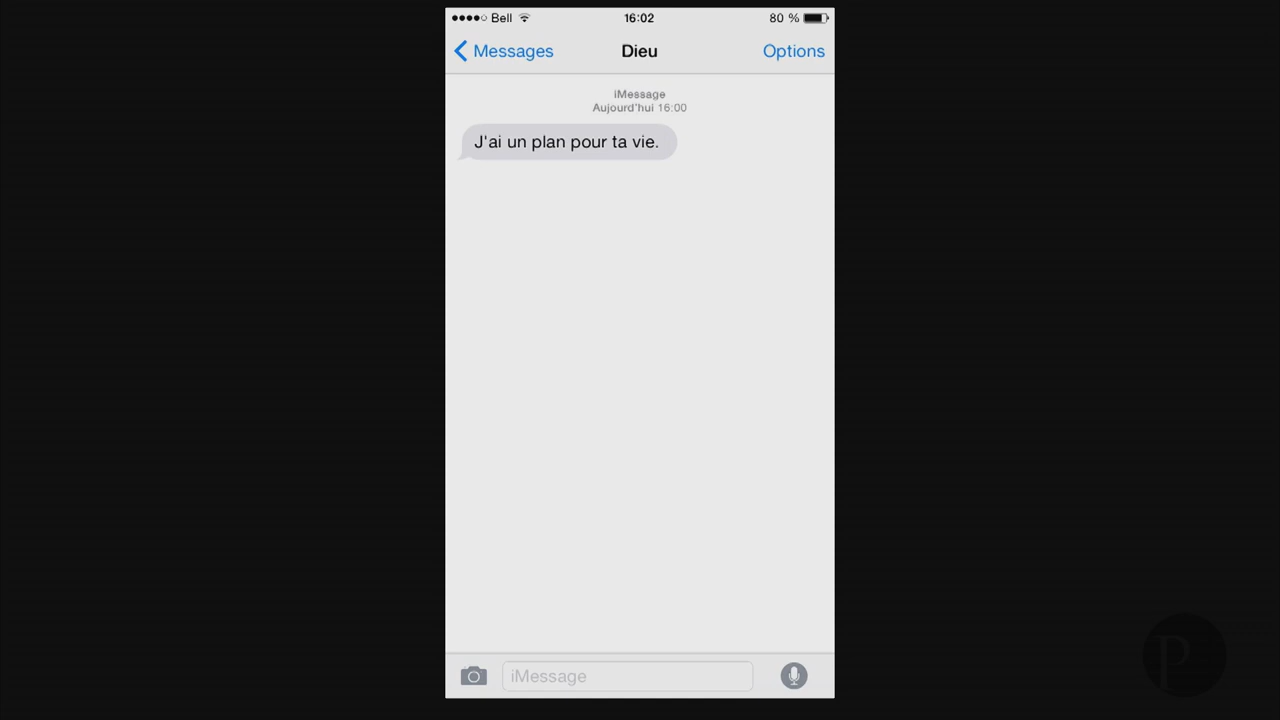 Bell 16:02 80 %
Messages Dieu Options
iMessage
Aujourd'hui 16:00
J'ai un plan pour ta vie.
iMessage
P